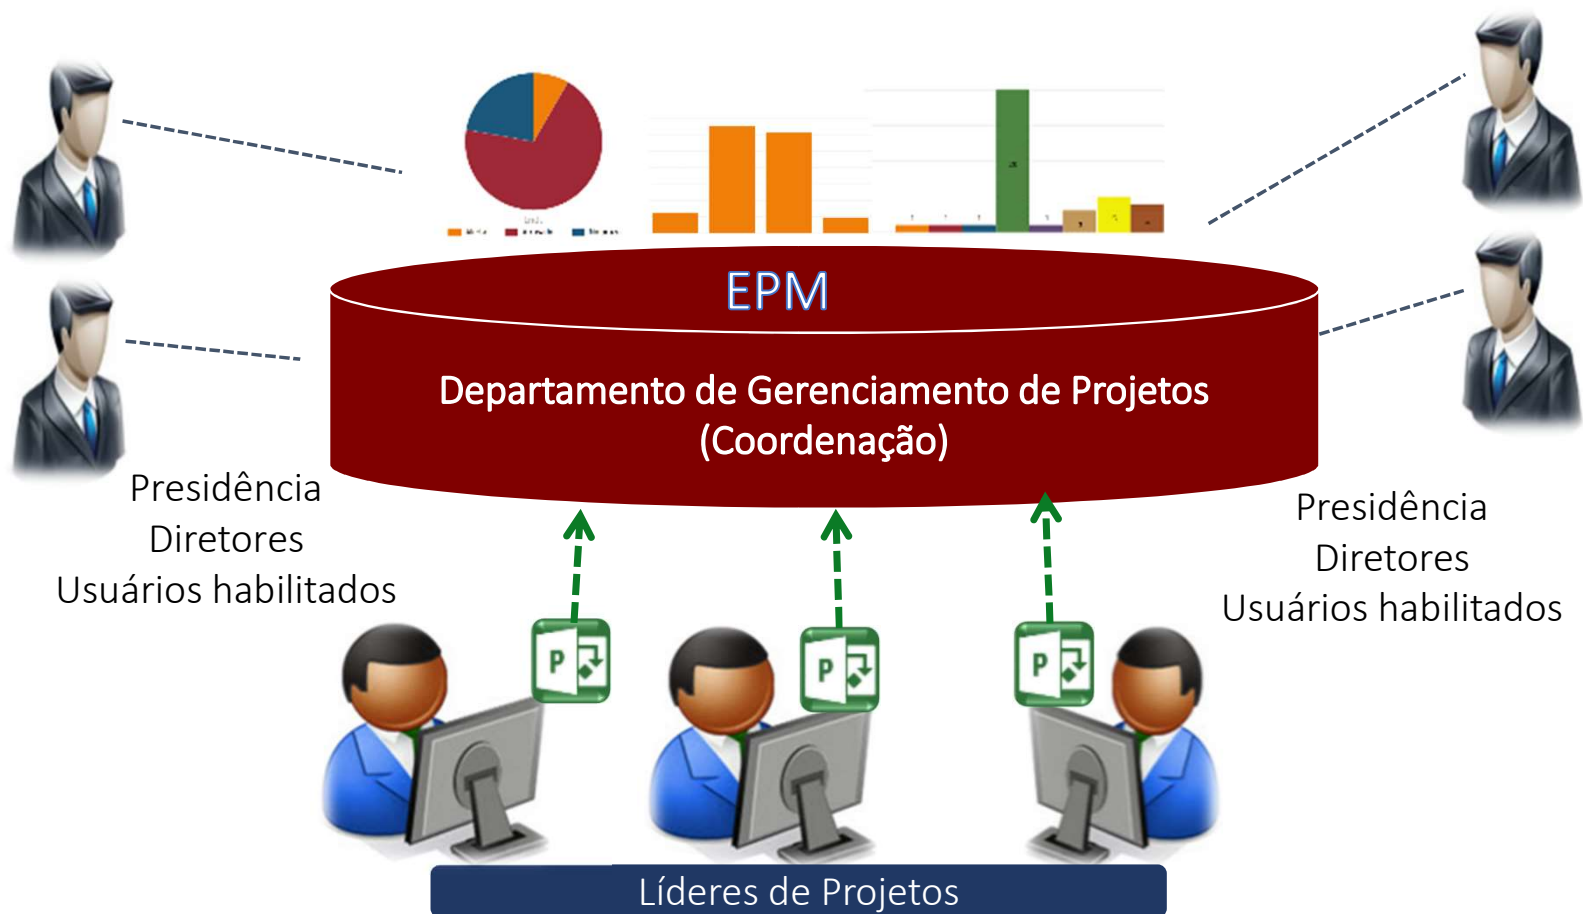 EPM
Departamento de Gerenciamento de Projetos
(Coordenação)
Presidência
Diretores
Usuários habilitados
Presidência
Diretores
Usuários habilitados
P
P
P
Líderes de Projetos